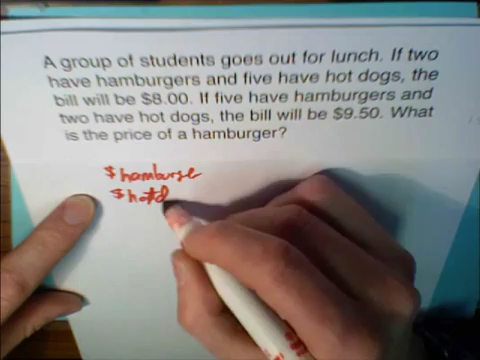 A group of students goes out for lunch. If two
have hamburgers and five have hot dogs, the
bill will be $8.00. If five have hamburgers and
two have hot dogs, the bill will be $9.50. What
is the price of a hamburger?
$ hamburge
$ hotd